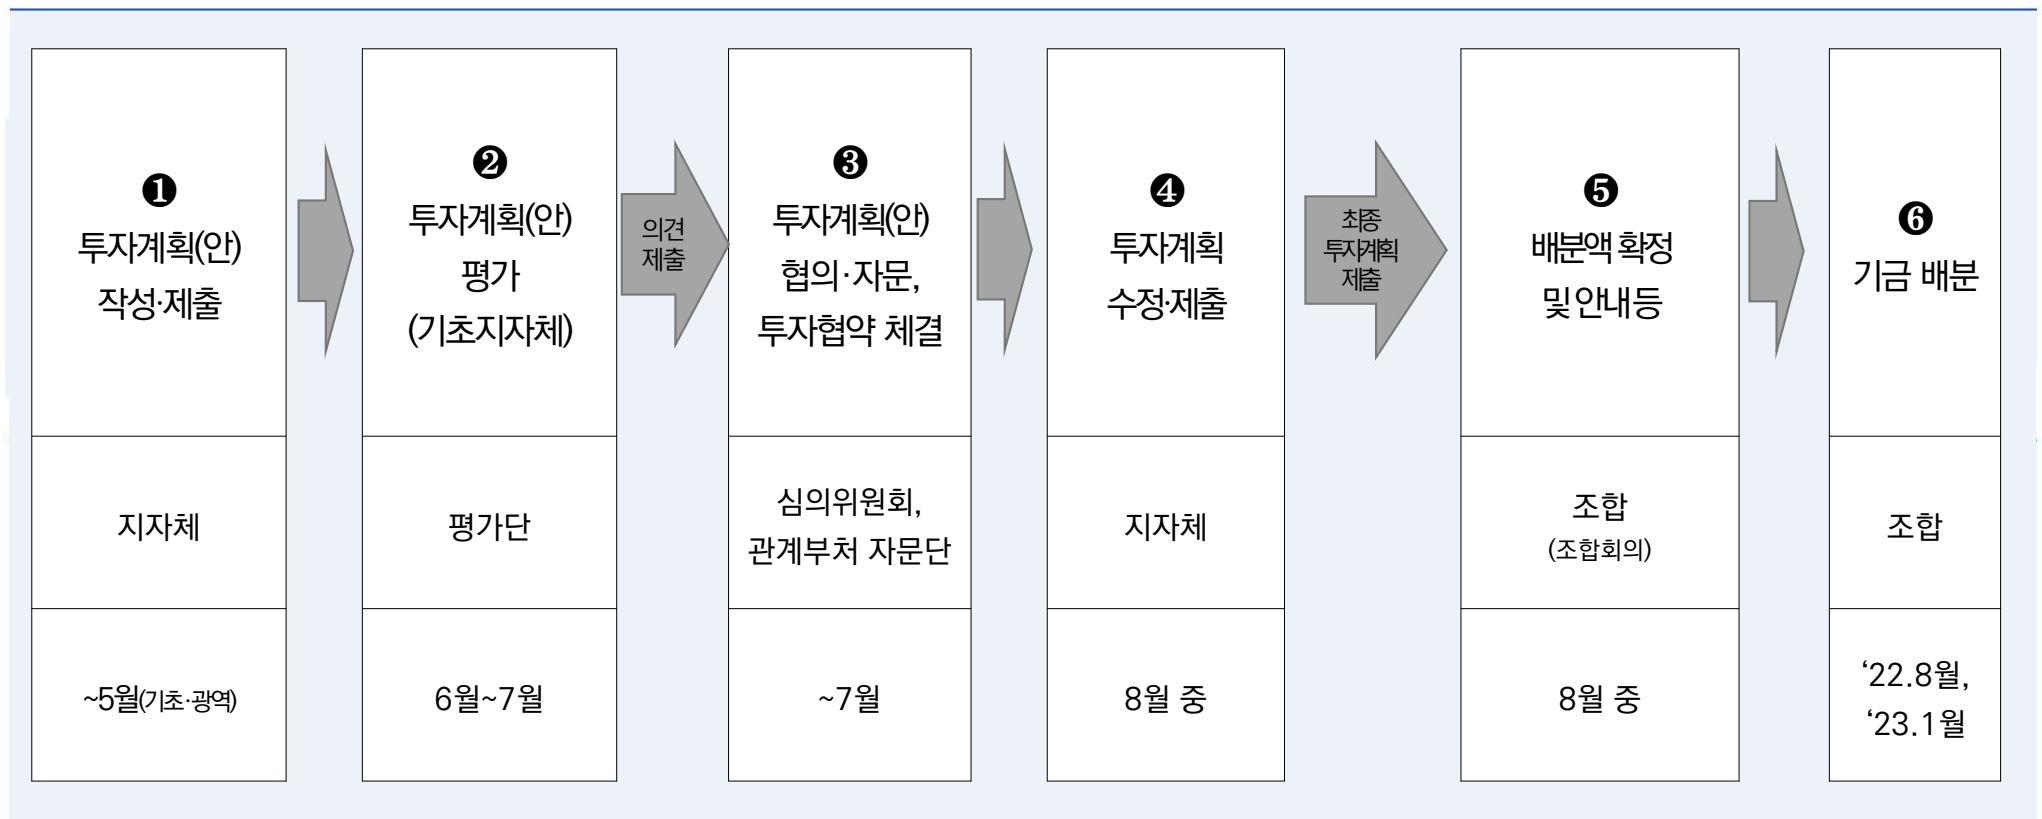 ❶
투자계획(안)
작성·제출
지자체
~5월(기초·광역)
❷
투자계획(안)
평가
(기초지자체)
평가단
6월~7월
의견
제출
❸
투자계획(안)
협의·자문,
투자협약 체결
심의위원회,
관계부처 자문단
~7월
❹
투자계획
수정·제출
지자체
8월 중
최종
투자계획
제출
❺
배분액 확정
및 안내 등
조합
(조합회의)
8월 중
❻
기금 배분
조합
‘22.8월,
‘23.1월